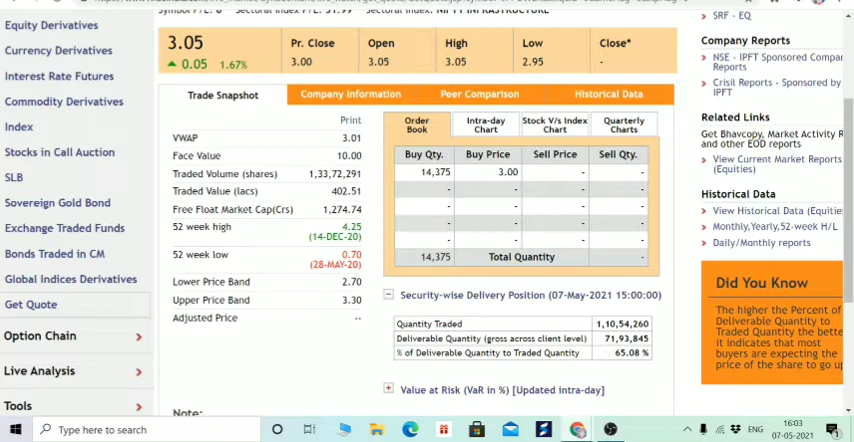 Equity Derivatives
Currency Derivatives
Interest Rate Futures
Commodity Derivatives
Index
Stocks in Call Auction
SLB
Sovereign Gold Bond
Exchange Traded Funds
Bonds Traded in CM
Global Indices Derivatives
Get Quote
Option Chain
Live Analysis
Tools
3.05
0.05 1.67%
Pr. Close Open High Low Close*
3.00 3.05 3.05 2.95 -
Trade Snapshot Company Information Peer Comparison Historical Data
Print
VWAP 3.01
Face Value 10.00
Traded Volume (shares) 1,33,72,291
Traded Value (lacs) 402.51
Free Float Market Cap(Crs) 1,274.74
52 week high 4.25
(14-DEC-20)
52 week low 0.70
(28-MAY-20)
Lower Price Band 2.70
Upper Price Band 3.30
Adjusted Price --
Note:
Order Book Intra-day Chart Stock V/s Index Chart Quarterly Charts
Buy Qty. Buy Price Sell Price Sell Qty.
14,375 3.00 - -
- - - -
- - - -
- - - -
- - - -
14,375 Total Quantity -
Security-wise Delivery Position (07-May-2021 15:00:00)
Quantity Traded 1,10,54,260
Deliverable Quantity (gross across client level) 71,93,845
% of Deliverable Quantity to Traded Quantity 65.08 %
Value at Risk (VaR in %) [Updated intra-day]
SRF - EQ
Company Reports
NSE - IPFT Sponsored Compan
Reports
Crisil Reports - Sponsored by
IPFT
Related Links
Get Bhavcopy, Market Activity R
and other EOD reports
View Current Market Reports
(Equities)
Historical Data
View Historical Data (Equitie
Monthly,Yearly,52-week H/L
Daily/Monthly reports
Did You Know
The higher the Percent of
Deliverable Quantity to
Traded Quantity the bette
it indicates that most
buyers are expecting the
price of the share to go up
Type here to search
ENG
16:03
07-05-2021
1